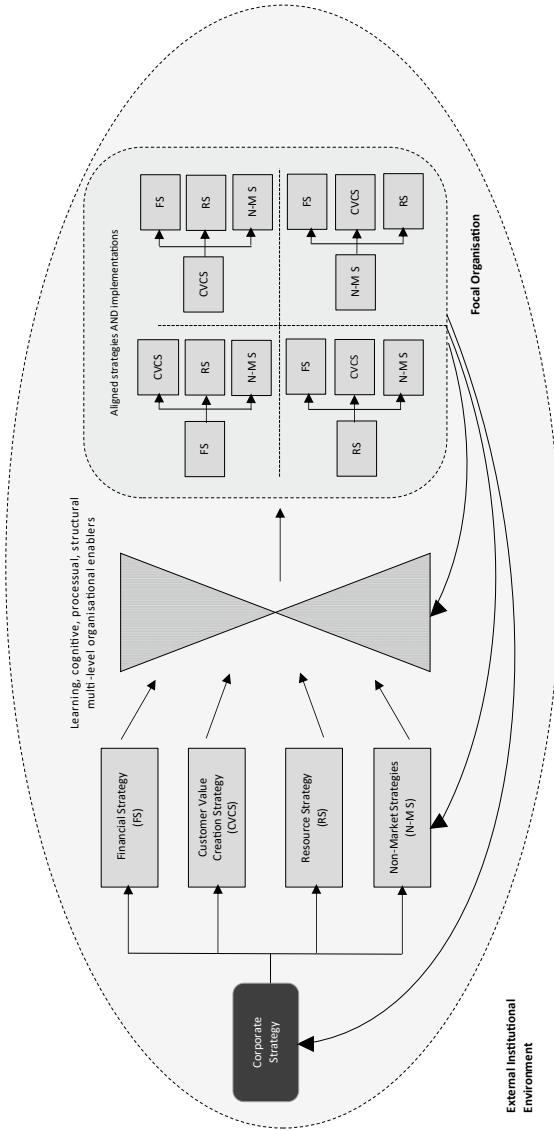 External Institutional
Environment
Corporate
Strategy
Financial Strategy
(FS)
Customer Value
Creation Strategy
(CVCS)
Resource Strategy
(RS)
Non-Market Strategies
(N-M S)
Learning, cognitive, processual, structural
multi-level organisational enablers
Aligned strategies AND implementations
FS
CVCS
RS
N-M S
CVCS
FS
RS
N-M S
RS
FS
CVCS
N-M S
N-M S
FS
CVCS
RS
Focal Organisation